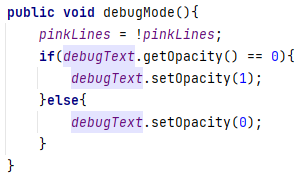 public void debugMode(){
    pinkLines = !pinkLines;
    if(debugText.getOpacity() == 0){
        debugText.setOpacity(1);
    }else{
        debugText.setOpacity(0);
    }
}